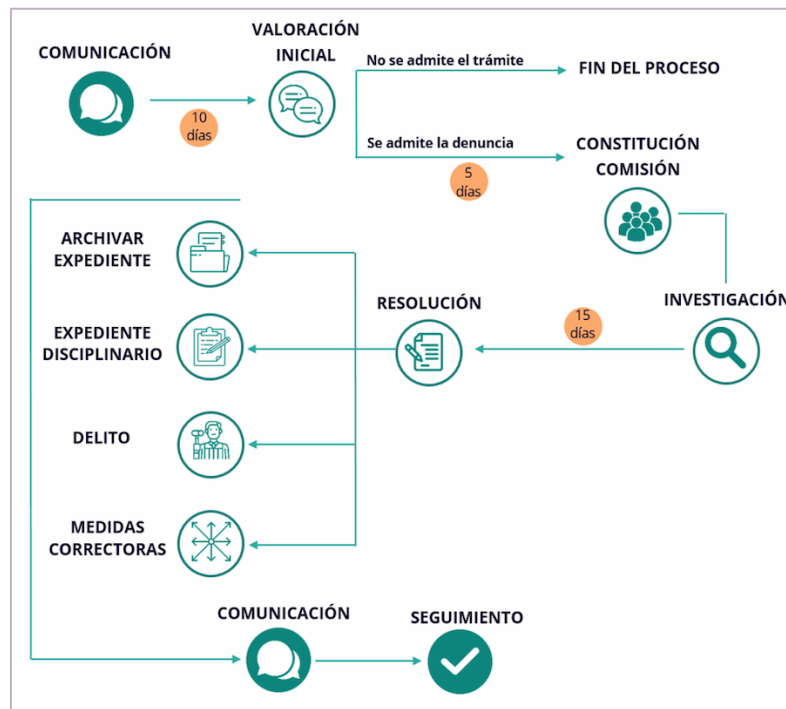 COMUNICACIÓN
10
días
VALORACIÓN
INICIAL
No se admite el trámite
FIN DEL PROCESO
Se admite la denuncia
5
días
CONSTITUCIÓN
COMISIÓN
INVESTIGACIÓN
15
días
RESOLUCIÓN
ARCHIVAR
EXPEDIENTE
EXPEDIENTE
DISCIPLINARIO
DELITO
MEDIDAS
CORRECTORAS
COMUNICACIÓN
SEGUIMIENTO